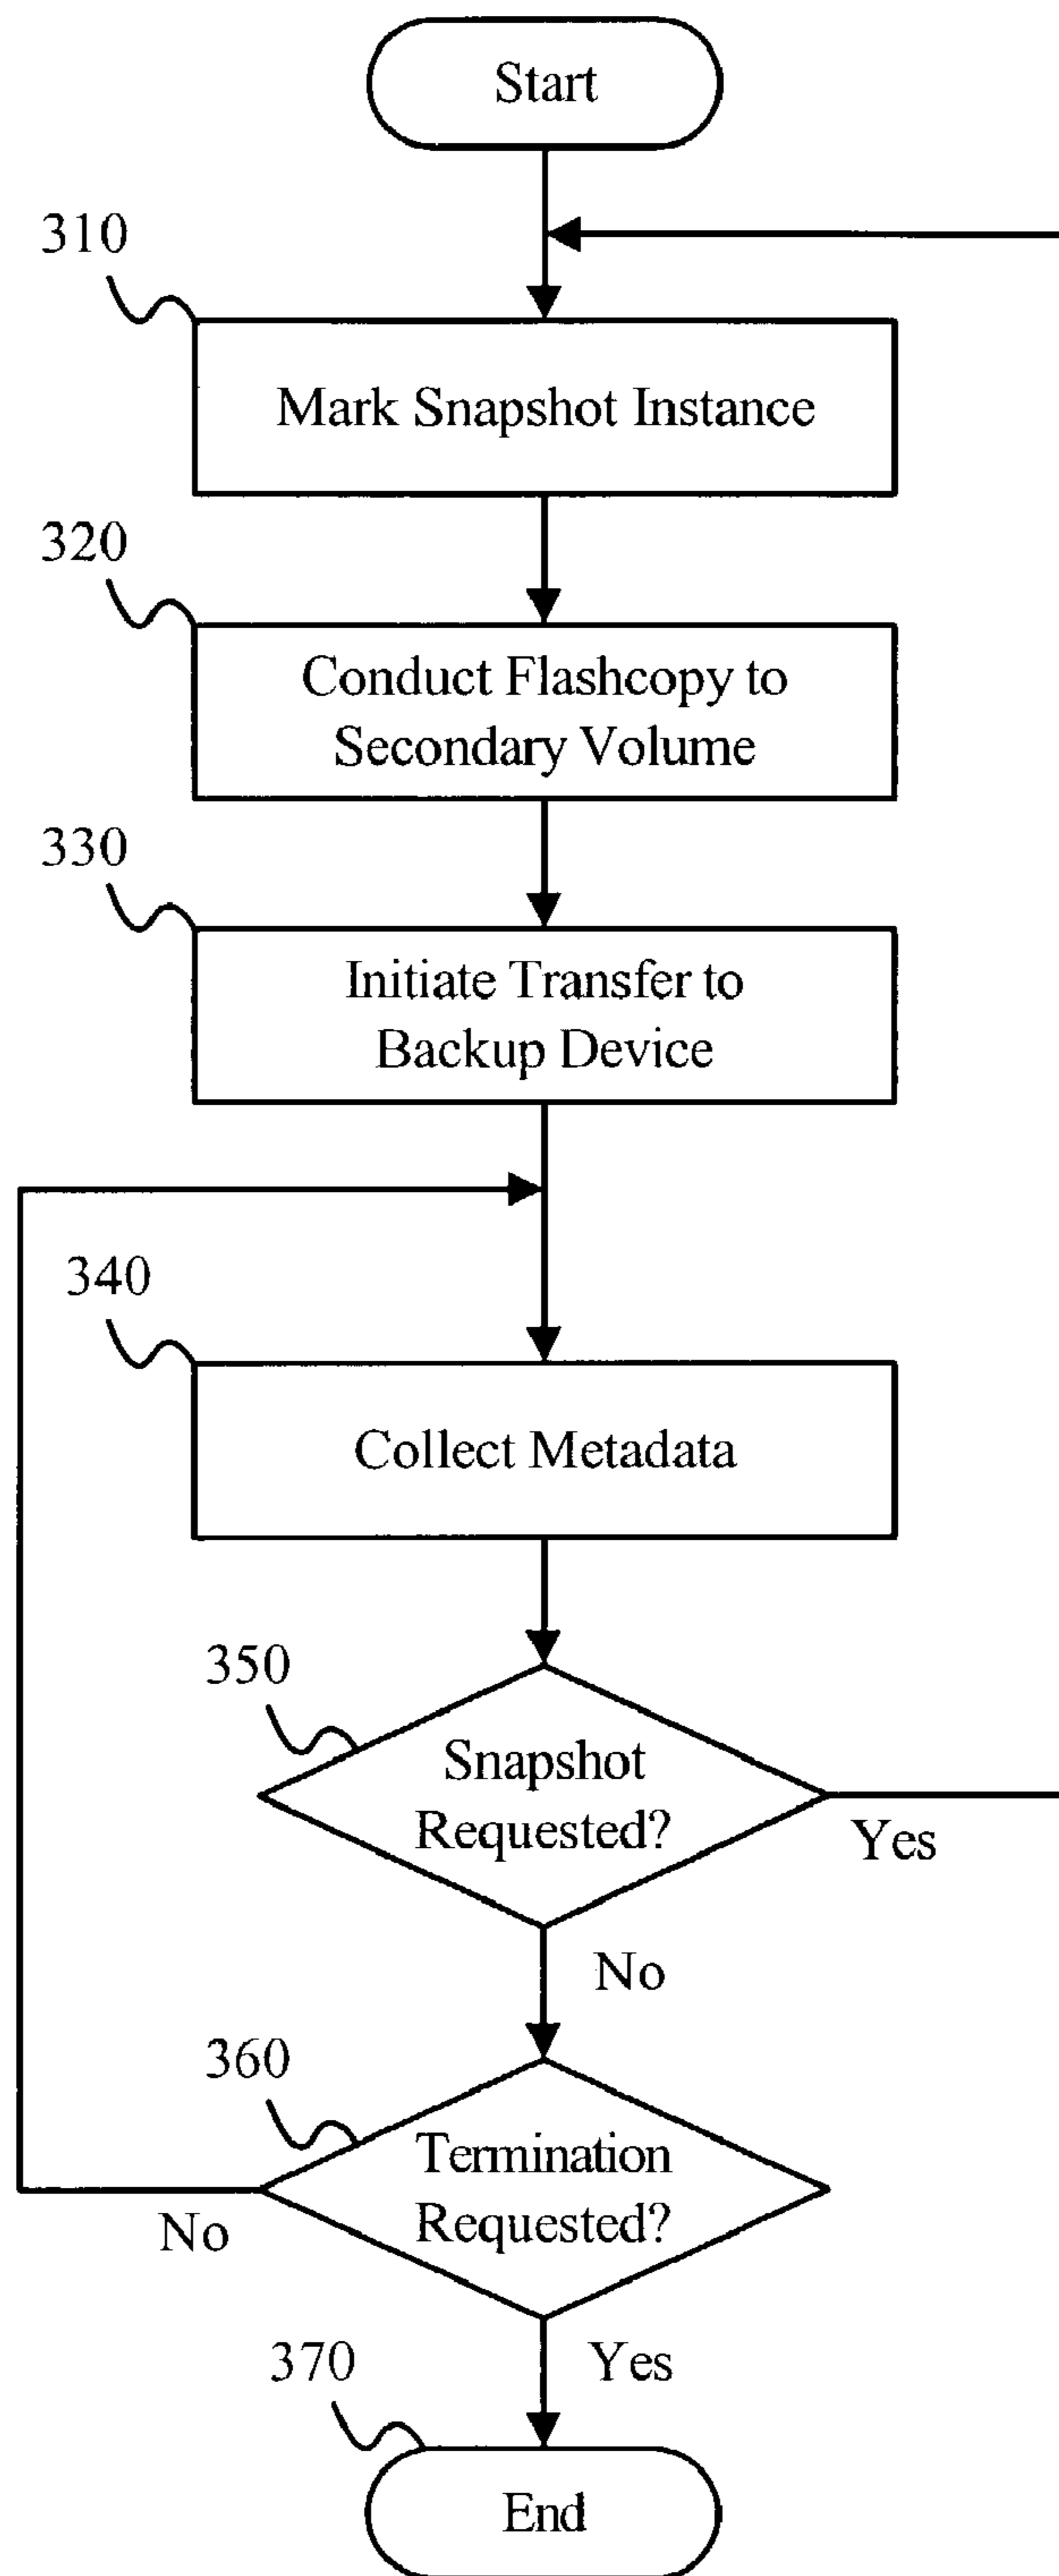 Start
310
Mark Snapshot Instance
320
Conduct Flashcopy to
Secondary Volume
330
Initiate Transfer to
Backup Device
340
Collect Metadata
350
Snapshot
Requested?
Yes
No
360
Termination
Requested?
No
Yes
370
End